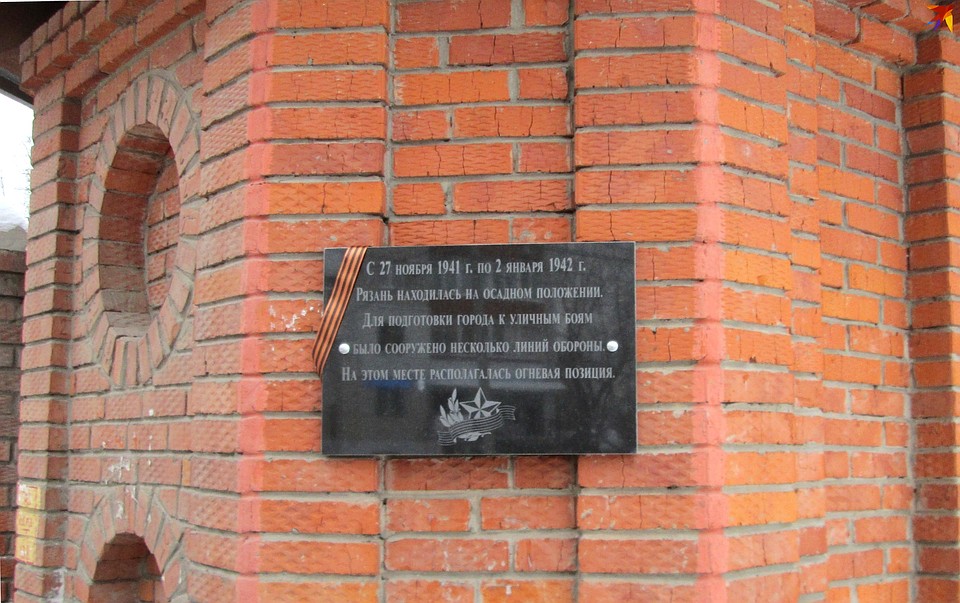 С 27 ноября 1941 г. по 2 января 1942 г.
Рязань находилась на осадном положении.
Для подготовки города к уличным боям
было сооружено несколько линий обороны.
На этом месте располагалась огневая позиция.